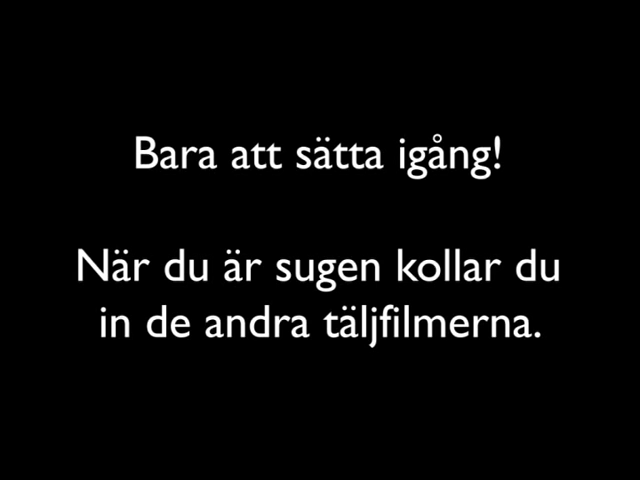 Bara att sätta igång!
När du är sugen kollar du
in de andra täljfilmerna.